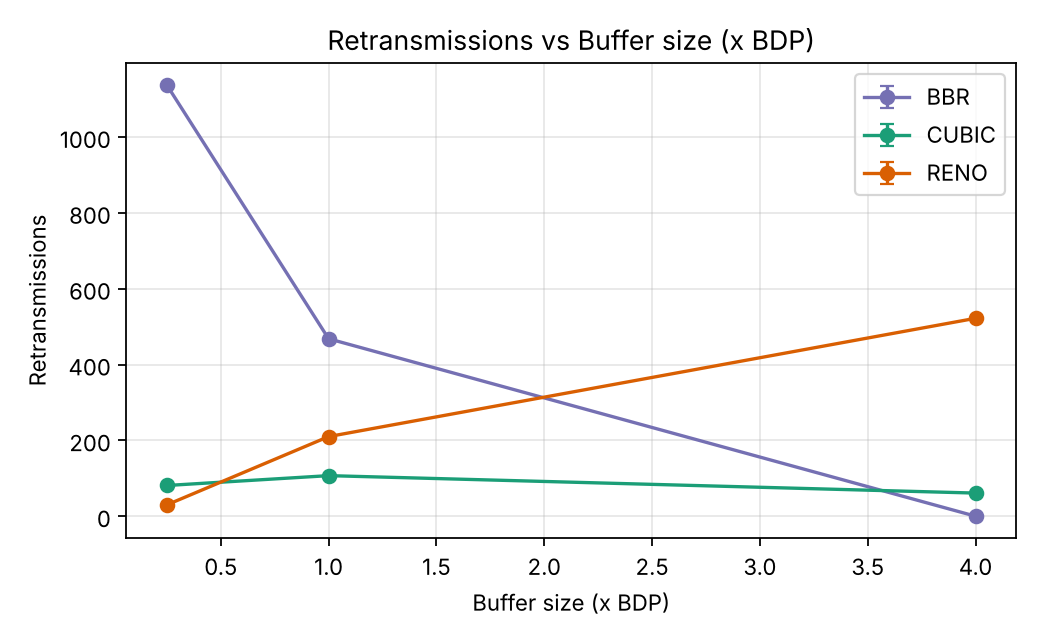 Retransmissions vs Buffer size (x BDP)
BBR
CUBIC
RENO
Retransmissions
1000
800
600
400
200
0
0.5 1.0 1.5 2.0 2.5 3.0 3.5 4.0
Buffer size (x BDP)